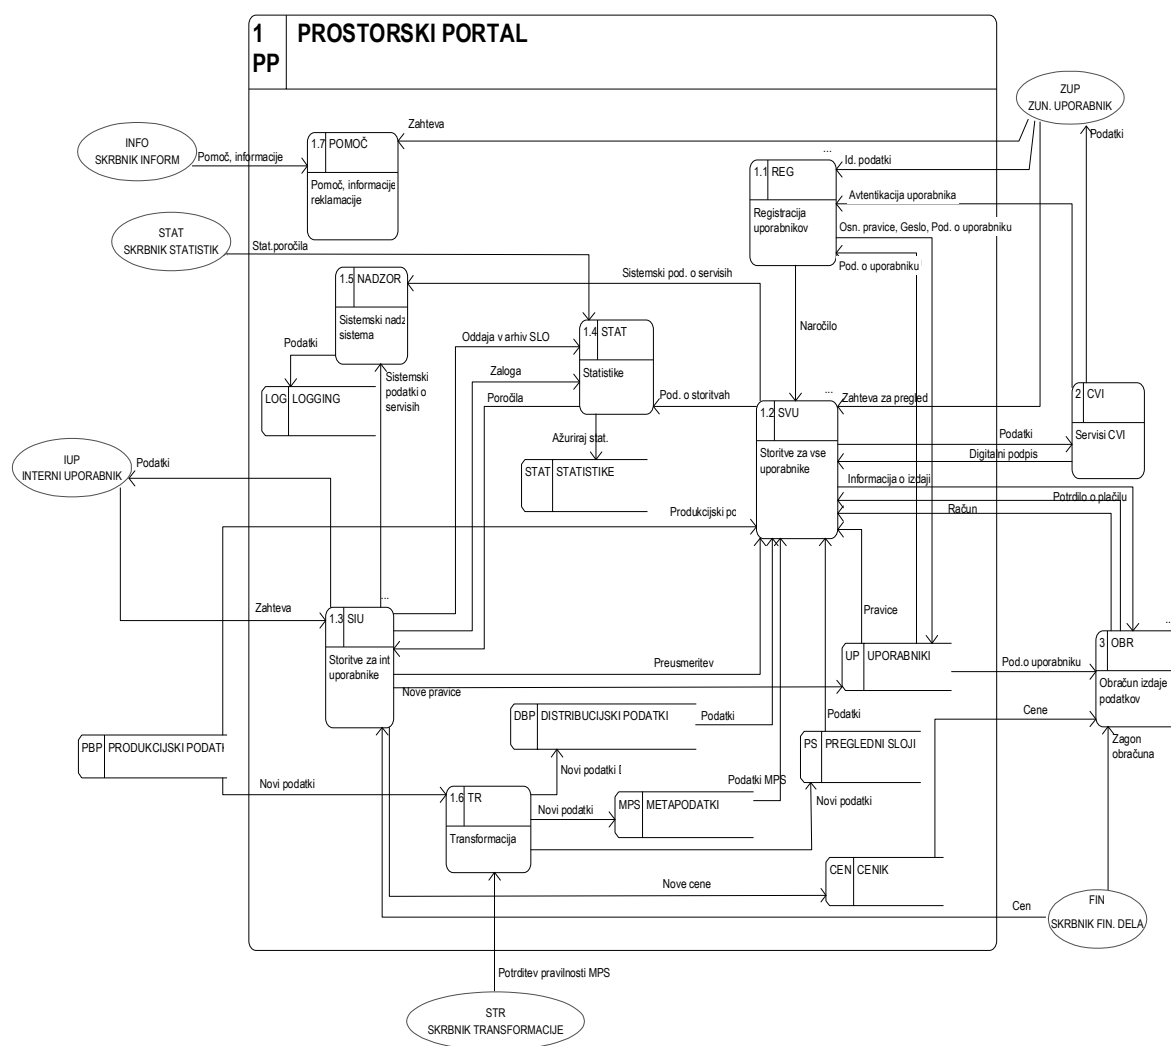 1
PP
PROSTORSKI PORTAL
ZUP
ZUN. UPORABNIK
INFO
SKRBNIK INFORM
Pomoč, informacije
Zahteva
Podatki
1.7 POMOČ
Pomoč, informacije
reklamacije
...
Id. podatki
1.1 REG
Registracija
uporabnikov
Avtentikacija uporabnika
Osn. pravice, Geslo, Pod. o uporabniku
Pod. o uporabniku
STAT
SKRBNIK STATISTIK
Stat.poročila
Sistemski pod. o servisih
1.5 NADZOR
Sistemski nadz
sistema
Podatki
LOG LOGGING
Sistemski
podatki o
servisih
Oddaja v arhiv SLO
Zaloga
Poročila
1.4 STAT
Statistike
Naročilo
Pod. o storitvah
Ažuriraj stat.
STAT STATISTIKE
...
1.2 SVU
Storitve za vse
uporabnike
Zahteva za pregled
2 CVI
Servisi CVI
Podatki
Digitalni podpis
Informacija o izdaji
Potrdilo o plačilu
Račun
IUP
INTERNI UPORABNIK
Podatki
Produkcijski po
Zahteva
...
1.3 SIU
Storitve za int
uporabnike
Pravice
Preusmeritev
Nove pravice
UP UPORABNIKI
Pod.o uporabniku
...
3 OBR
Obračun izdaje
podatkov
Cene
Zagon
obračuna
DBP DISTRIBUCIJSKI PODATKI
Podatki
Podatki
PBP PRODUKCIJSKI PODATKI
PS PREGLEDNI SLOJI
Novi podatki
Novi podatki D
Podatki MPS
1.6 TR
Transformacija
Novi podatki
MPS METAPODATKI
Novi podatki
CEN CENIK
Nove cene
Cen
FIN
SKRBNIK FIN. DELA
Potrditev pravilnosti MPS
STR
SKRBNIK TRANSFORMACIJE